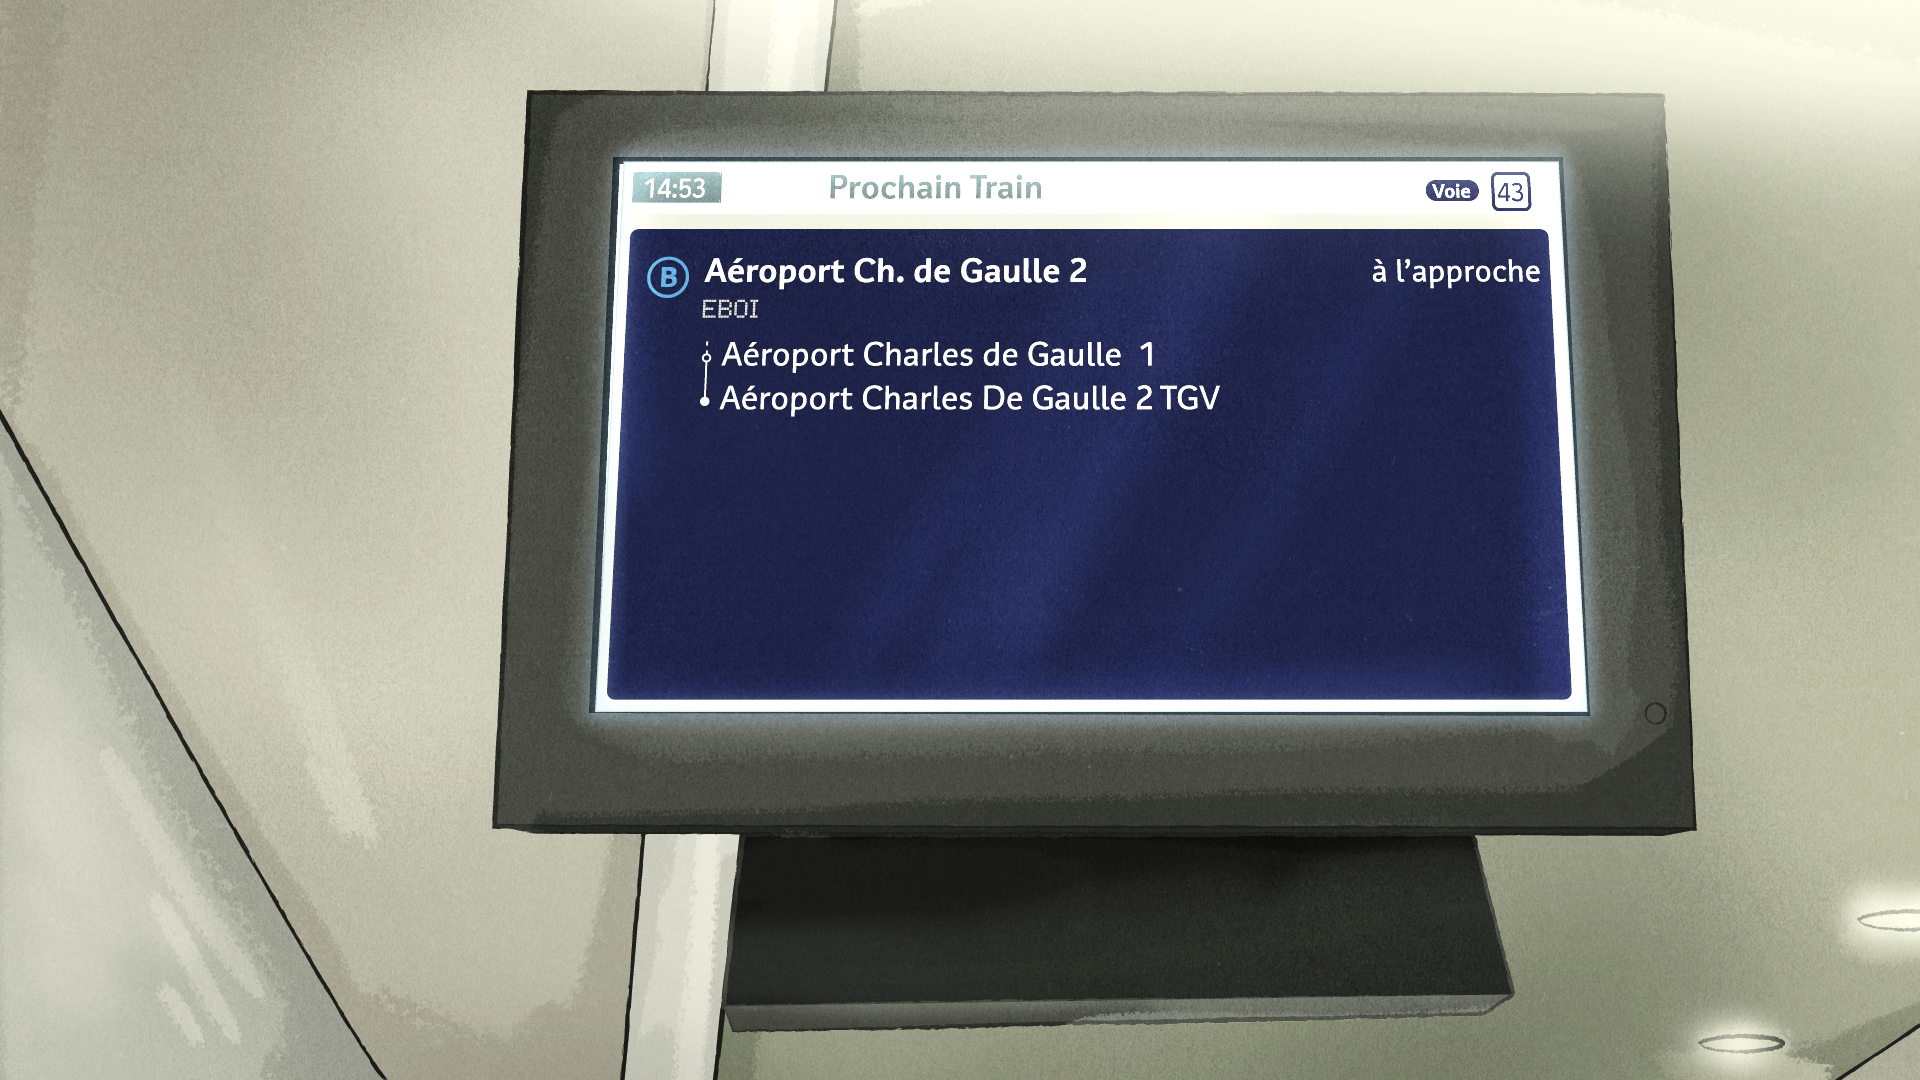 14:53 Prochain Train Voie 43
B Aéroport Ch. de Gaulle 2 à l'approche
EBOI
Aéroport Charles de Gaulle 1
Aéroport Charles De Gaulle 2 TGV